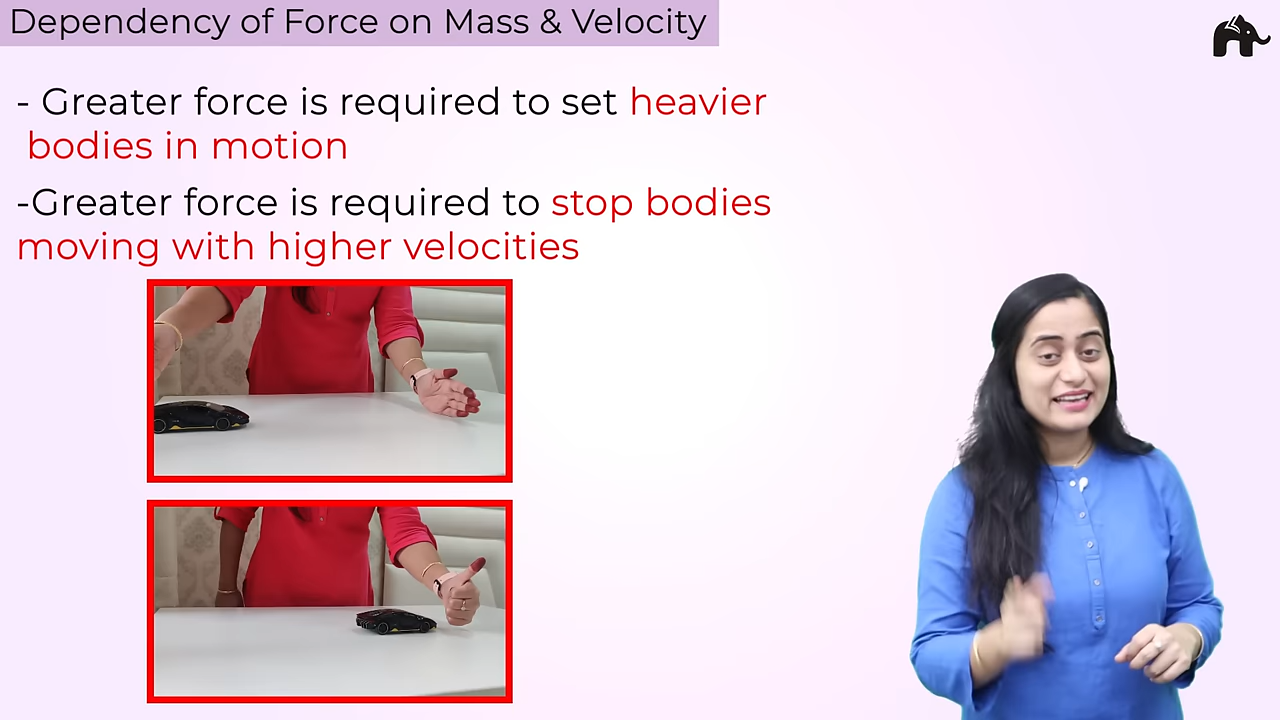 Dependency of Force on Mass & Velocity
- Greater force is required to set heavier
bodies in motion
-Greater force is required to stop bodies
moving with higher velocities